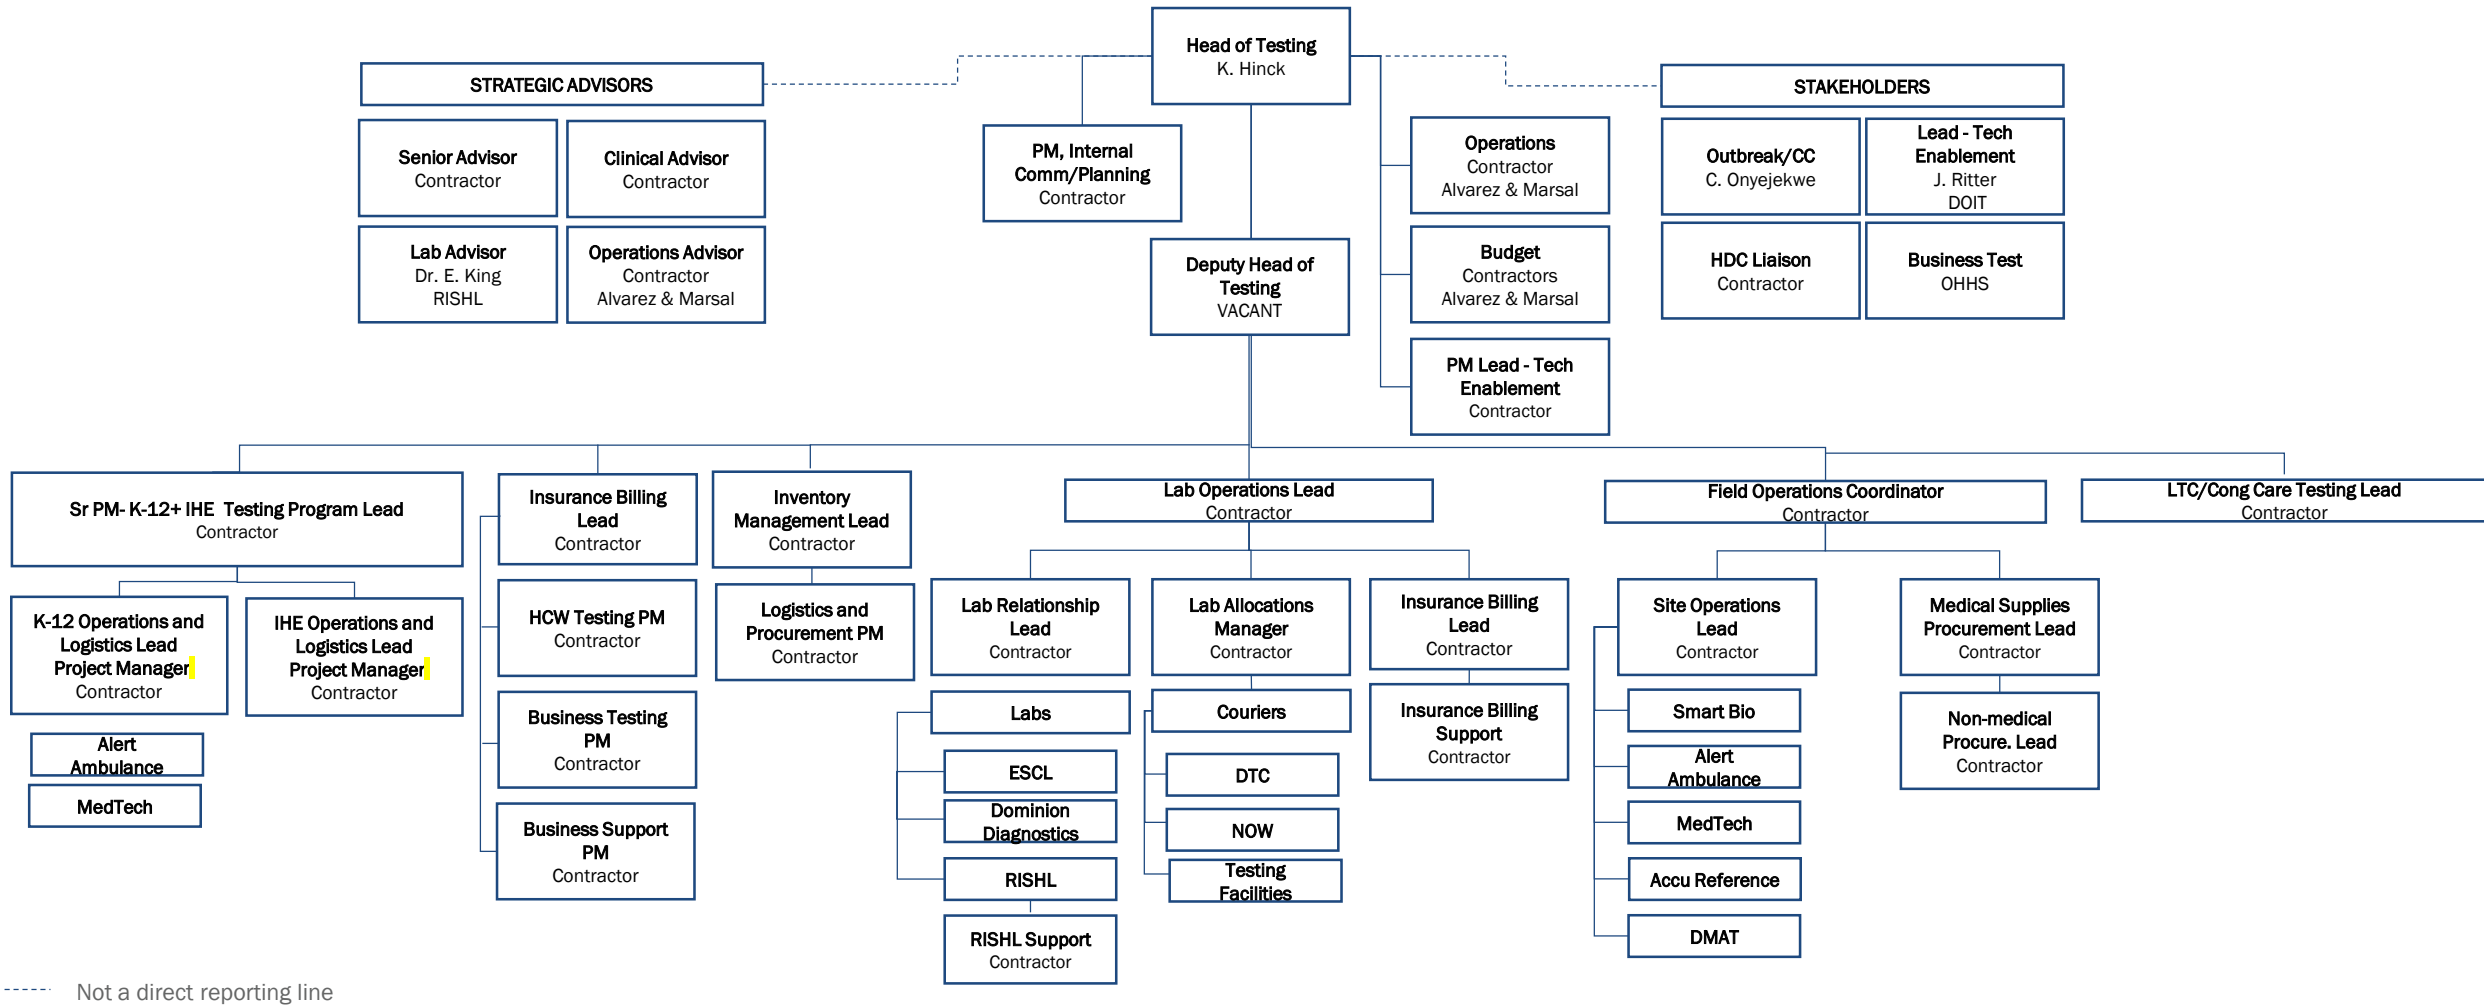 Head of Testing
K. Hinck
STRATEGIC ADVISORS
STAKEHOLDERS
Senior Advisor
Contractor
Clinical Advisor
Contractor
Lab Advisor
Dr. E. King
RISHL
Operations Advisor
Contractor
Alvarez & Marsal
PM, Internal
Comm/Planning
Contractor
Operations
Contractor
Alvarez & Marsal
Budget
Contractors
Alvarez & Marsal
PM Lead - Tech
Enablement
Contractor
Outbreak/CC
C. Onyejekwe
Lead - Tech
Enablement
J. Ritter
DOIT
HDC Liaison
Contractor
Business Test
OHHS
Deputy Head of
Testing
VACANT
Sr PM- K-12+ IHE  Testing Program Lead
Contractor
K-12 Operations and
Logistics Lead
Project Manager
Contractor
IHE Operations and
Logistics Lead
Project Manager
Contractor
Alert
Ambulance
MedTech
Insurance Billing
Lead
Contractor
HCW Testing PM
Contractor
Business Testing
PM
Contractor
Business Support
PM
Contractor
Inventory
Management Lead
Contractor
Logistics and
Procurement PM
Contractor
Lab Operations Lead
Contractor
Lab Relationship
Lead
Contractor
Labs
ESCL
Dominion
Diagnostics
RISHL
RISHL Support
Contractor
Lab Allocations
Manager
Contractor
Couriers
DTC
NOW
Testing
Facilities
Insurance Billing
Lead
Contractor
Insurance Billing
Support
Contractor
Field Operations Coordinator
Contractor
Site Operations
Lead
Contractor
Smart Bio
Alert
Ambulance
MedTech
Accu Reference
DMAT
Medical Supplies
Procurement Lead
Contractor
Non-medical
Procure. Lead
Contractor
LTC/Cong Care Testing Lead
Contractor
Not a direct reporting line